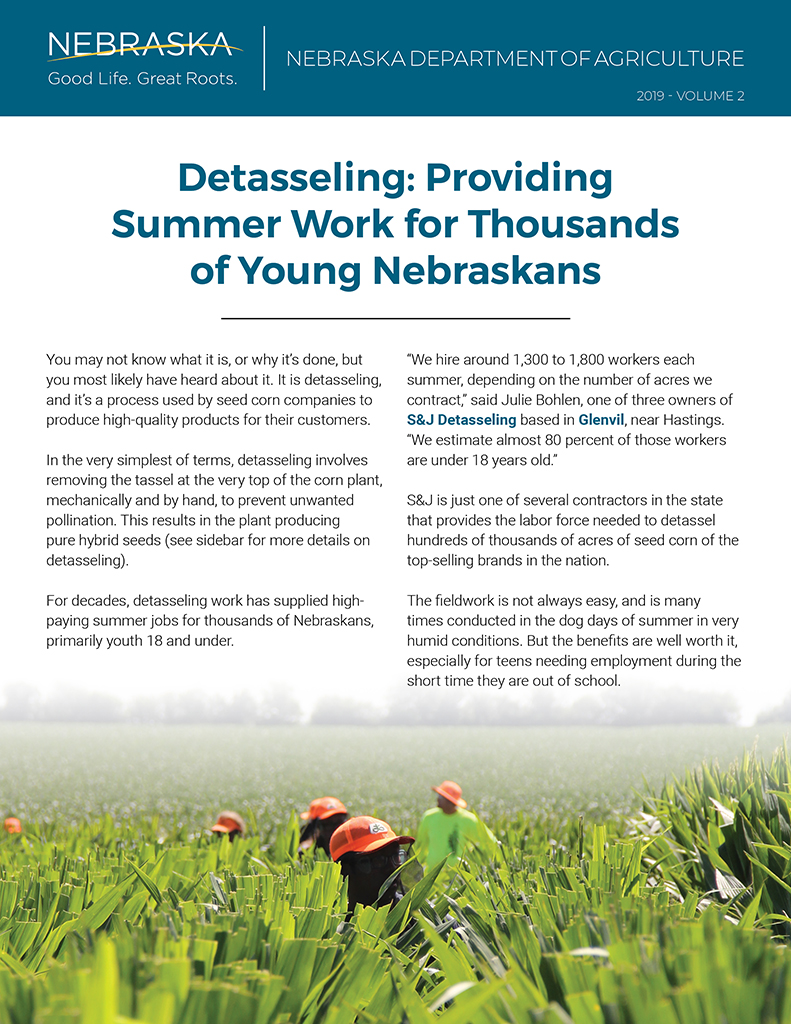 NEBRASKA
Good Life. Great Roots.
NEBRASKA DEPARTMENT OF AGRICULTURE
2019 - VOLUME 2
Detasseling: Providing
Summer Work for Thousands
of Young Nebraskans
You may not know what it is, or why it’s done, but
you most likely have heard about it. It is detasseling,
and it’s a process used by seed corn companies to
produce high-quality products for their customers.
In the very simplest of terms, detasseling involves
removing the tassel at the very top of the corn plant,
mechanically and by hand, to prevent unwanted
pollination. This results in the plant producing
pure hybrid seeds (see sidebar for more details on
detasseling).
For decades, detasseling work has supplied high-
paying summer jobs for thousands of Nebraskans,
primarily youth 18 and under.
“We hire around 1,300 to 1,800 workers each
summer, depending on the number of acres we
contract,” said Julie Bohlen, one of three owners of
S&J Detasseling based in Glenvil, near Hastings.
“We estimate almost 80 percent of those workers
are under 18 years old.”
S&J is just one of several contractors in the state
that provides the labor force needed to detassel
hundreds of thousands of acres of seed corn of the
top-selling brands in the nation.
The fieldwork is not always easy, and is many
times conducted in the dog days of summer in very
humid conditions. But the benefits are well worth it,
especially for teens needing employment during the
short time they are out of school.